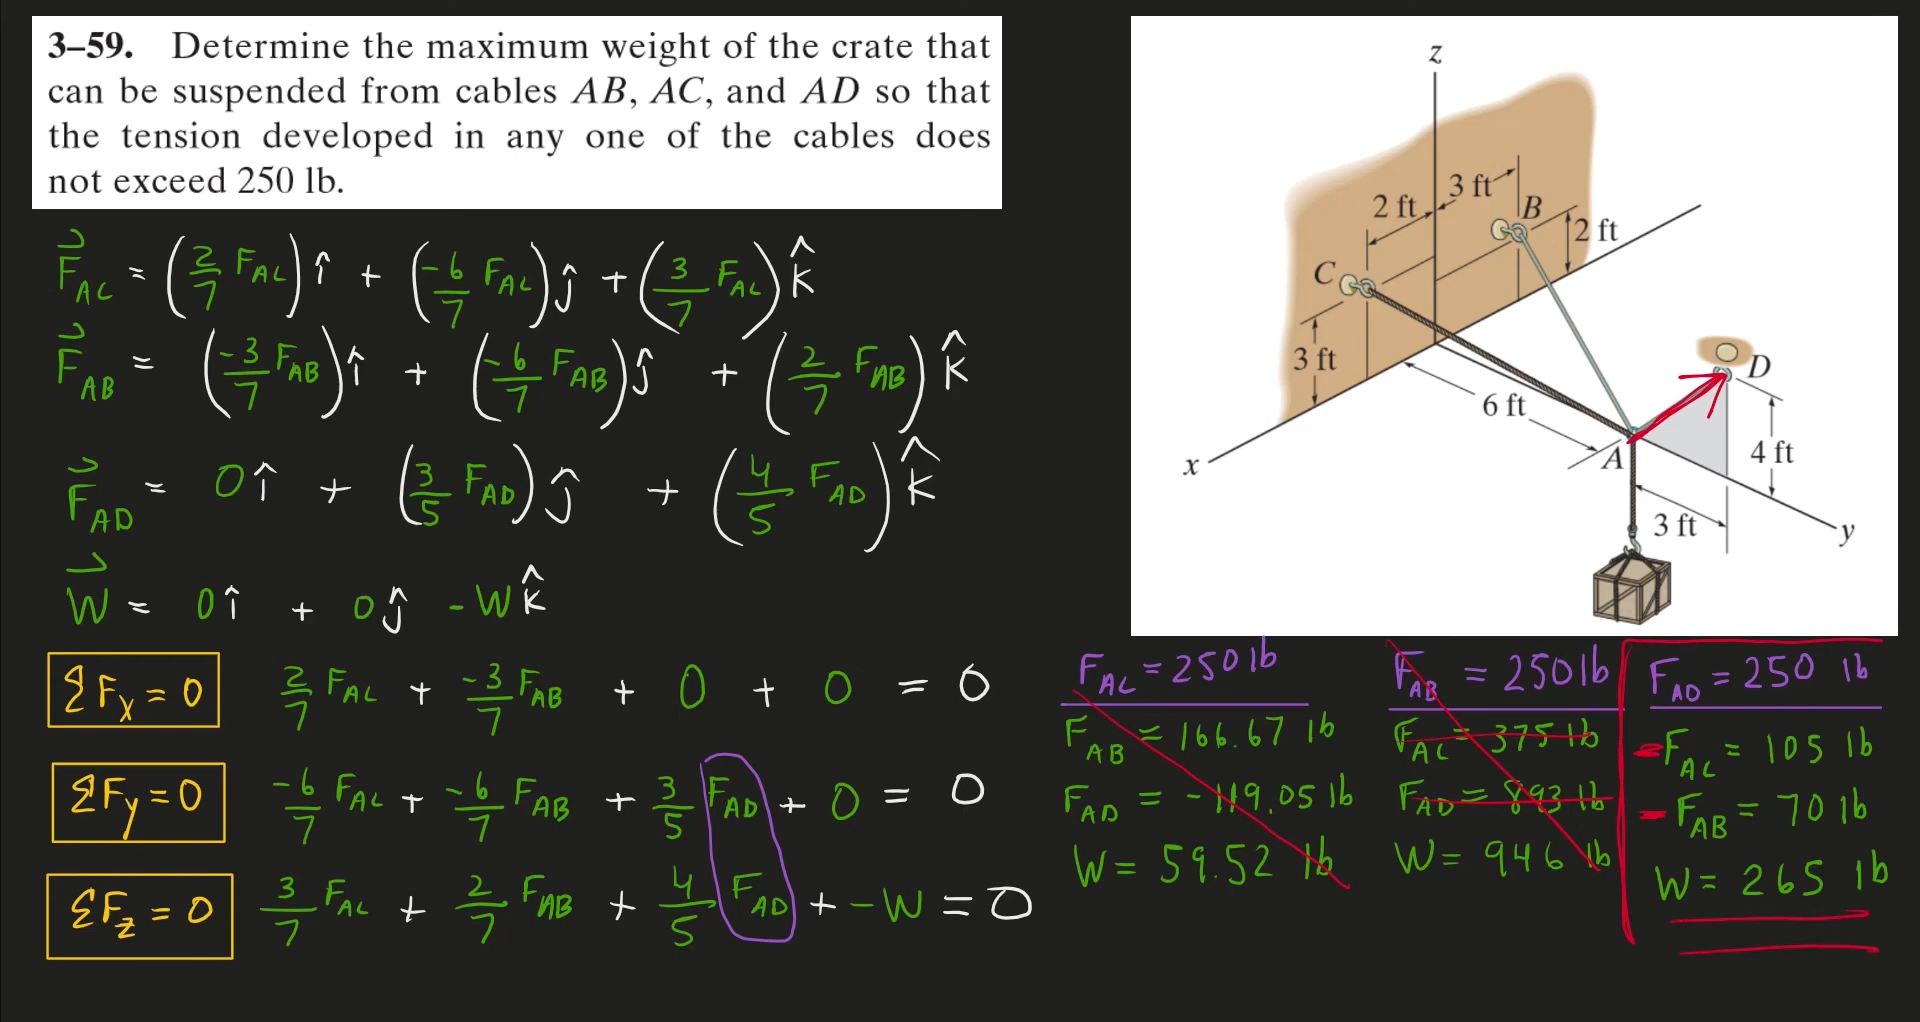 3–59. Determine the maximum weight of the crate that
can be suspended from cables AB, AC, and AD so that
the tension developed in any one of the cables does
not exceed 250 lb.
F⃗_AC = (2/7 F_AC) î + (-6/7 F_AC) ĵ + (3/7 F_AC) k̂
F⃗_AB = (-3/7 F_AB) î + (-6/7 F_AB) ĵ + (2/7 F_AB) k̂
F⃗_AD = 0 î + (3/5 F_AD) ĵ + (4/5 F_AD) k̂
W⃗ = 0 î + 0 ĵ - W k̂
ΣF_x = 0 2/7 F_AC + -3/7 F_AB + 0 + 0 = 0
ΣF_y = 0 -6/7 F_AC + -6/7 F_AB + 3/5 F_AD + 0 = 0
ΣF_z = 0 3/7 F_AC + 2/7 F_AB + 4/5 F_AD + -W = 0
z
3 ft
2 ft
B
2 ft
C
3 ft
D
6 ft
4 ft
A
x
3 ft
y
F_AC = 250 lb
F_AB = 166.67 lb
F_AD = -119.05 lb
W = 59.52 lb
F_AB = 250 lb
F_AC = 375 lb
F_AD = 893 lb
W = 946 lb
F_AD = 250 lb
F_AC = 105 lb
F_AB = 70 lb
W = 265 lb